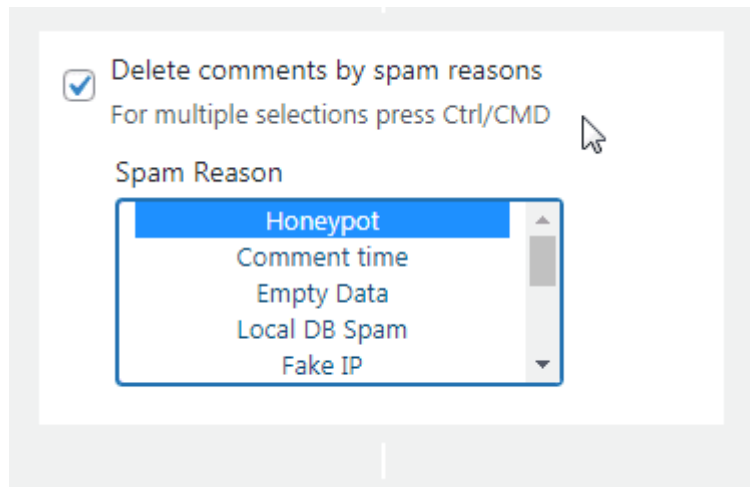 Delete comments by spam reasons
For multiple selections press Ctrl/CMD
Spam Reason
Honeypot
Comment time
Empty Data
Local DB Spam
Fake IP